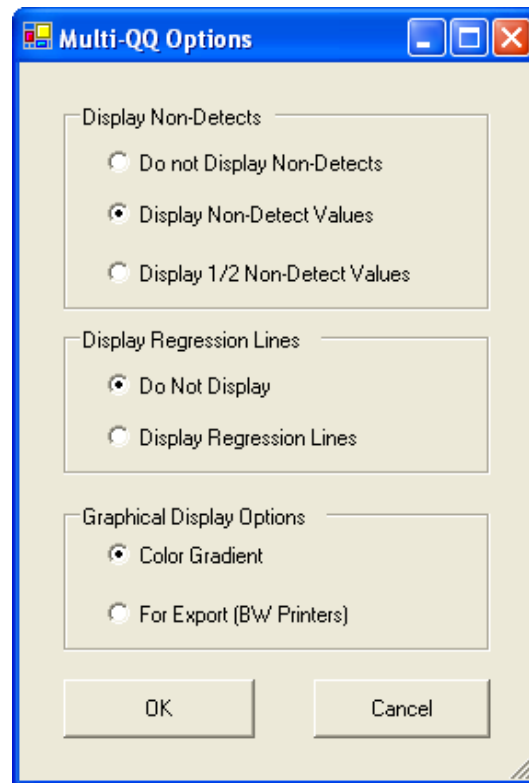 Multi-QQ Options
Display Non-Detects
Do not Display Non-Detects
Display Non-Detect Values
Display 1/2 Non-Detect Values
Display Regression Lines
Do Not Display
Display Regression Lines
Graphical Display Options
Color Gradient
For Export (BW Printers)
OK
Cancel